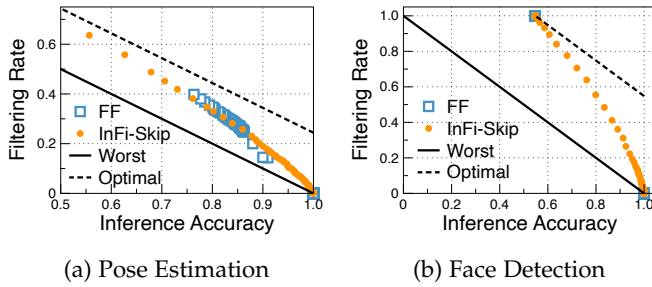 Filtering Rate
0.6
0.4
0.2
0
FF
InFi-Skip
Worst
Optimal
0.5 0.6 0.7 0.8 0.9 1.0
Inference Accuracy
(a) Pose Estimation
Filtering Rate
1.0
0.8
0.6
0.4
0.2
0
FF
InFi-Skip
Worst
Optimal
0 0.2 0.4 0.6 0.8 1.0
Inference Accuracy
(b) Face Detection